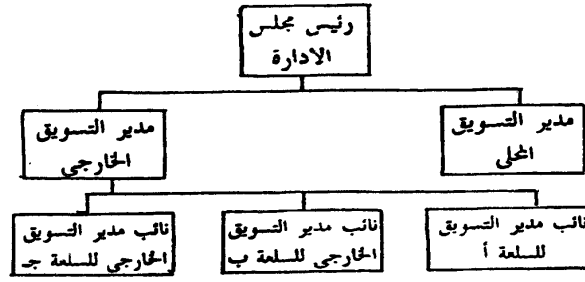 رئيس مجلس
الادارة
مدير التسويق
المحلى
مدير التسويق
الخارجي
نائب مدير التسويق
للسلعة أ
نائب مدير التسويق
الخارجي للسلعة ب
نائب مدير التسويق
الخارجي للسلعة جـ